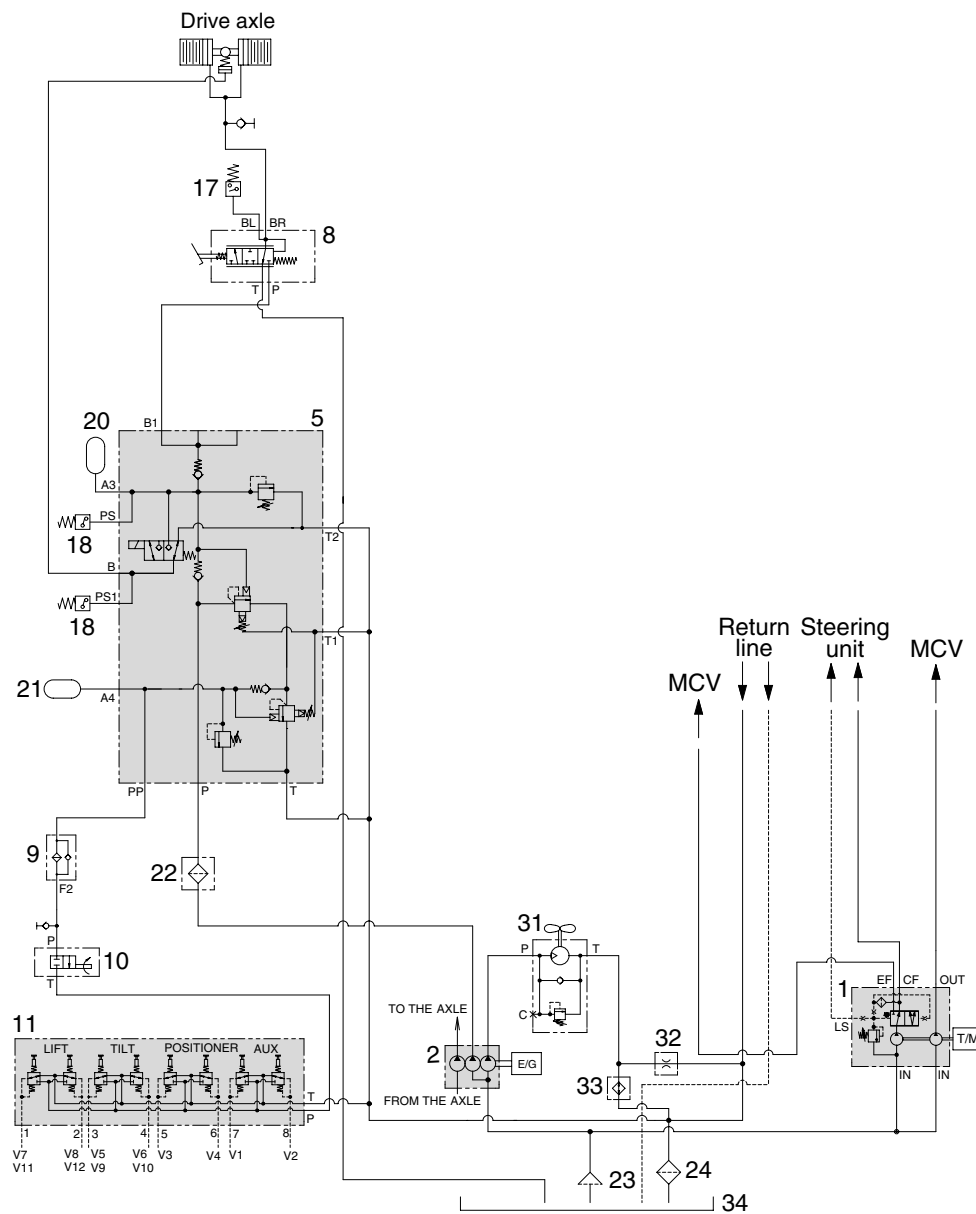 Drive axle
17
BL BR
8
T P
20
B1
5
A3
PS
18
T2
B
PS1
18
T1
21
A4
PP
P
T
Return
line
Steering
unit
MCV
MCV
9
F2
22
31
P
T
P
10
T
C
EF
CF
OUT
1
LS
T/M
IN
IN
TO THE AXLE
2
E/G
FROM THE AXLE
32
33
11
LIFT
TILT
POSITIONER
AUX
T
P
1
2
3
4
5
6
7
8
V7
V11
V8
V12
V5
V9
V6
V10
V3
V4
V1
V2
23
24
34